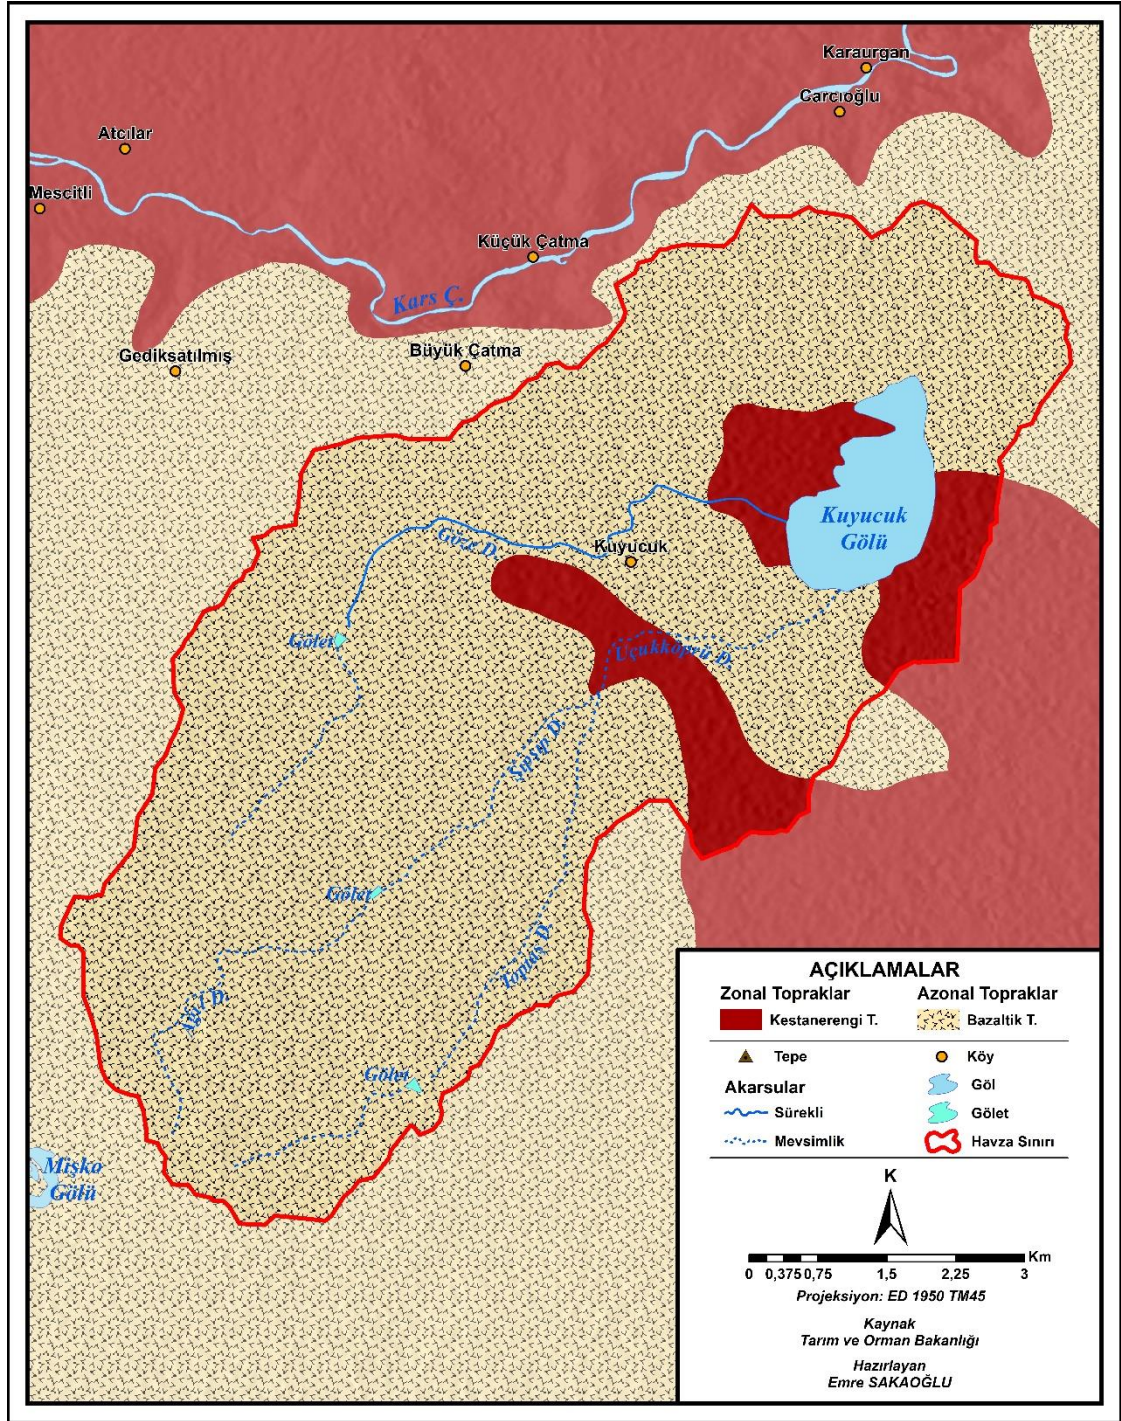 Karaurgan
Carcıoğlu
Atcılar
Mescitli
Küçük Çatma
Kars Ç.
Gediksatılmış
Büyük Çatma
Kuyucuk
Gölü
Göze D.
Kuyucuk
Gölet
Uçukköprü D.
Şıpşıp D.
Gölet
Toptaş D.
Ağıl D.
Gölet
Mişko
Gölü
AÇIKLAMALAR
Zonal Topraklar Azonal Topraklar
Kestanerengi T. Bazaltik T.
Tepe Köy
Akarsular Göl
Sürekli Gölet
Mevsimlik Havza Sınırı
K
Km
0 0,375 0,75 1,5 2,25 3
Projeksiyon: ED 1950 TM45
Kaynak
Tarım ve Orman Bakanlığı
Hazırlayan
Emre SAKAOĞLU